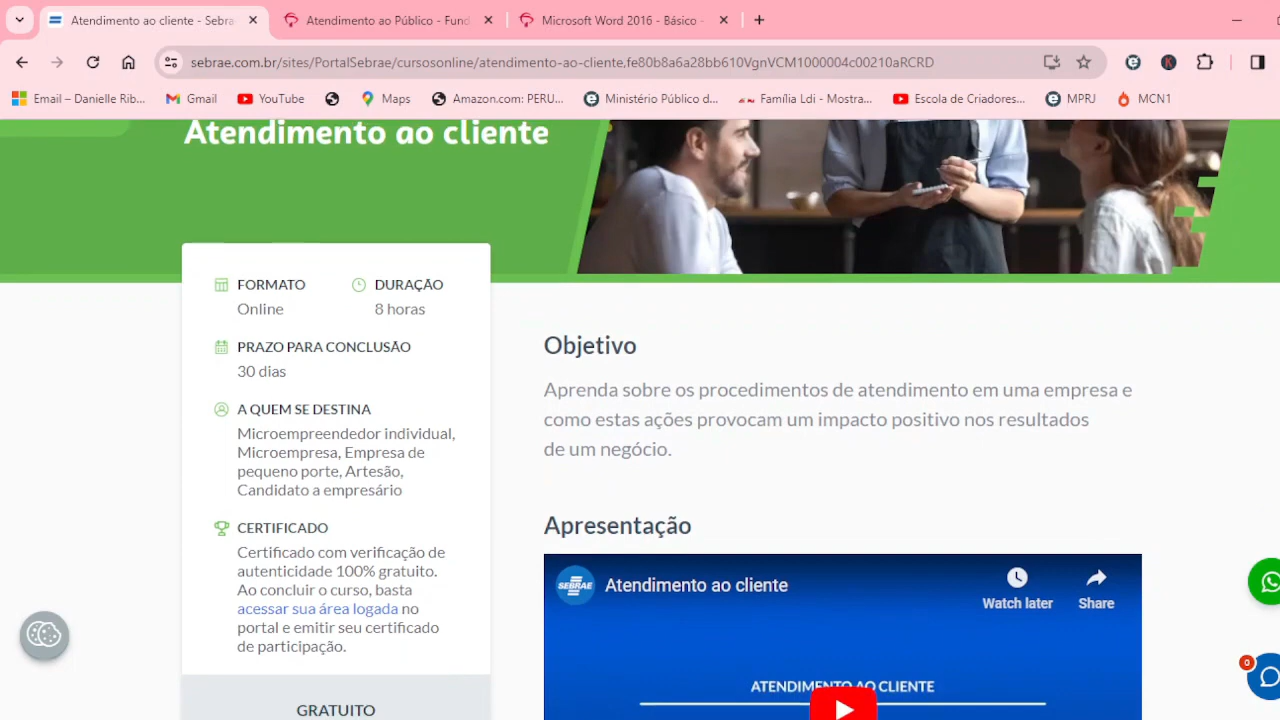 Atendimento ao cliente - Sebra
Atendimento ao Público - Fund
Microsoft Word 2016 - Básico -
sebrae.com.br/sites/PortalSebrae/cursosonline/atendimento-ao-cliente,fe80b8a6a28bb610VgnVCM1000004c00210aRCRD
Email – Danielle Rib...
Gmail
YouTube
Maps
Amazon.com: PERU...
Ministério Público d...
Família Ldi - Mostra...
Escola de Criadores...
MPRJ
MCN1
Atendimento ao cliente
FORMATO
Online
DURAÇÃO
8 horas
PRAZO PARA CONCLUSÃO
30 dias
A QUEM SE DESTINA
Microempreendedor individual,
Microempresa, Empresa de
pequeno porte, Artesão,
Candidato a empresário
CERTIFICADO
Certificado com verificação de
autenticidade 100% gratuito.
Ao concluir o curso, basta
acessar sua área logada no
portal e emitir seu certificado
de participação.
GRATUITO
Objetivo
Aprenda sobre os procedimentos de atendimento em uma empresa e
como estas ações provocam um impacto positivo nos resultados
de um negócio.
Apresentação
SEBRAE
Atendimento ao cliente
Watch later
Share
ATENDIMENTO AO CLIENTE
0